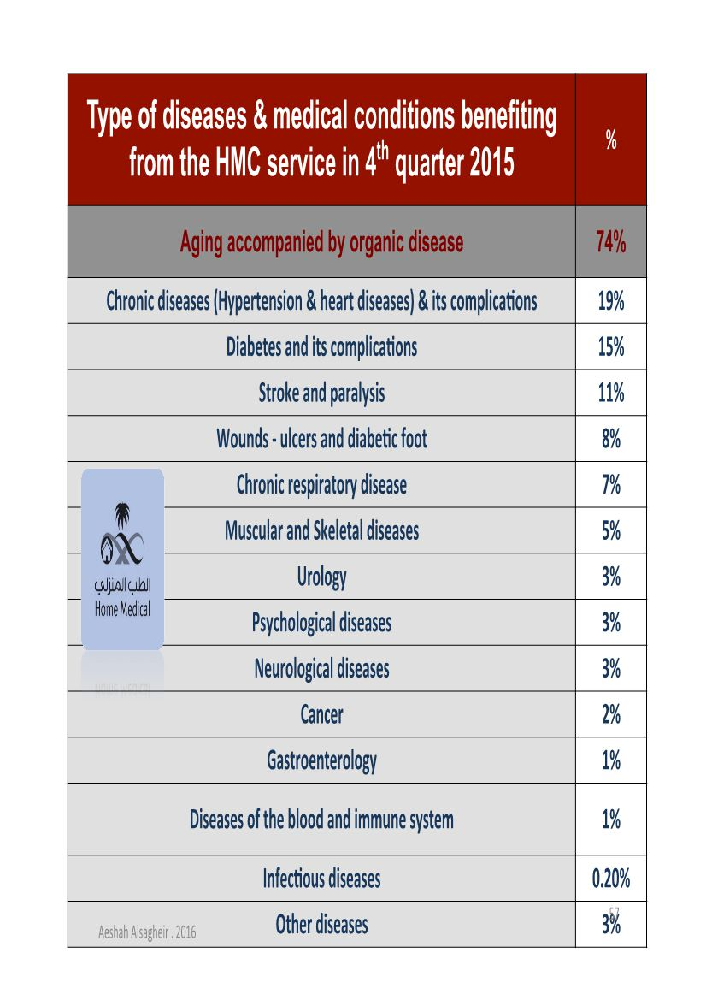 Type of diseases & medical conditions benefiting
from the HMC service in 4th quarter 2015
%
Aging accompanied by organic disease 74%
Chronic diseases (Hypertension & heart diseases) & its complications 19%
Diabetes and its complications 15%
Stroke and paralysis 11%
Wounds - ulcers and diabetic foot 8%
Chronic respiratory disease 7%
Muscular and Skeletal diseases 5%
Urology 3%
الطب المنزلي
Home Medical
Psychological diseases 3%
Neurological diseases 3%
Cancer 2%
Gastroenterology 1%
Diseases of the blood and immune system 1%
Infectious diseases 0.20%
Other diseases 3%
57
Aeshah Alsagheir . 2016